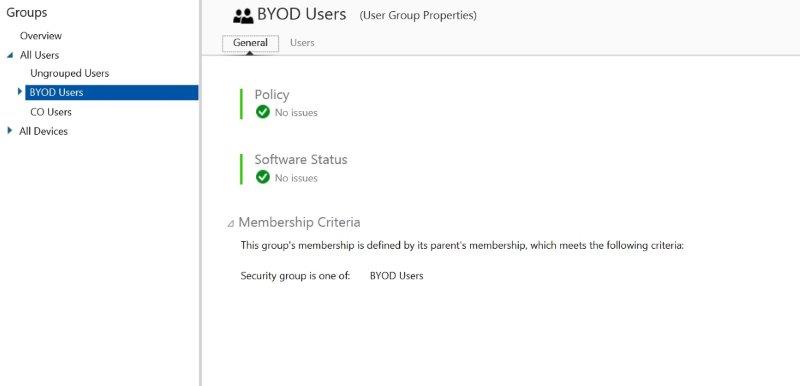 Groups
Overview
All Users
Ungrouped Users
BYOD Users
CO Users
All Devices
BYOD Users (User Group Properties)
General Users
Policy
No issues
Software Status
No issues
Membership Criteria
This group's membership is defined by its parent's membership, which meets the following criteria:
Security group is one of: BYOD Users